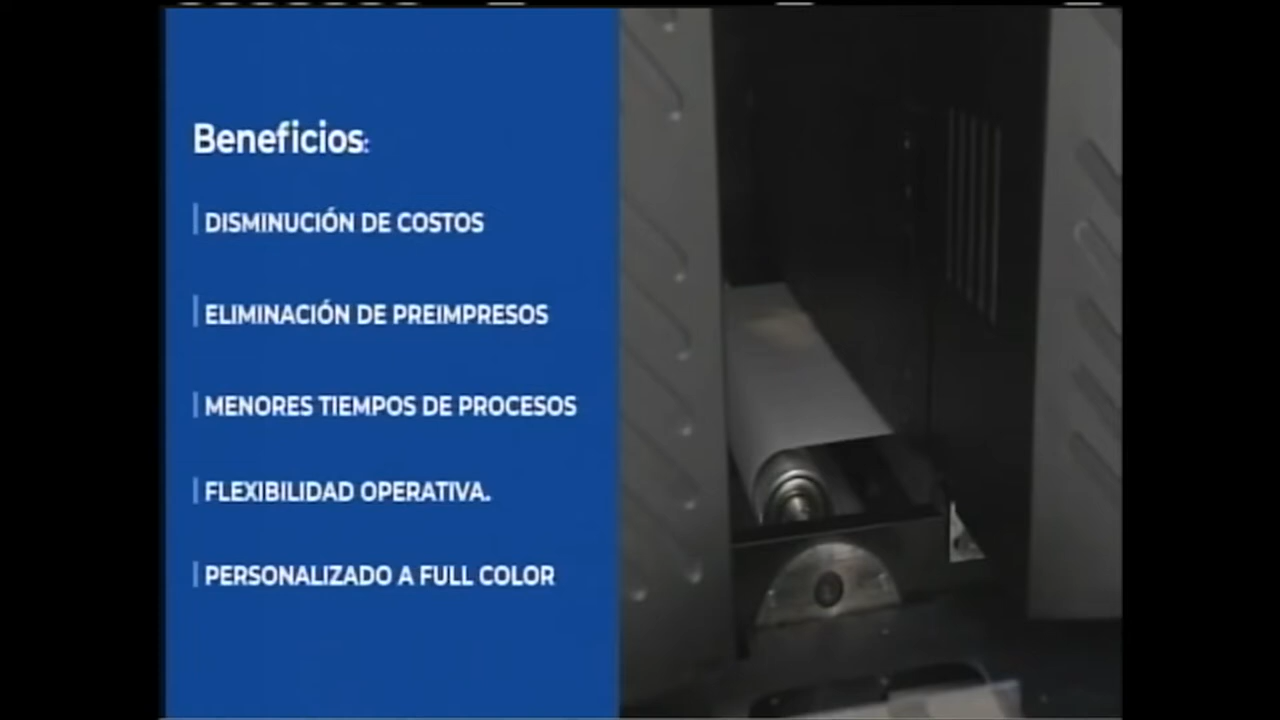 Beneficios:
DISMINUCIÓN DE COSTOS
ELIMINACIÓN DE PREIMPRESOS
MENORES TIEMPOS DE PROCESOS
FLEXIBILIDAD OPERATIVA.
PERSONALIZADO A FULL COLOR